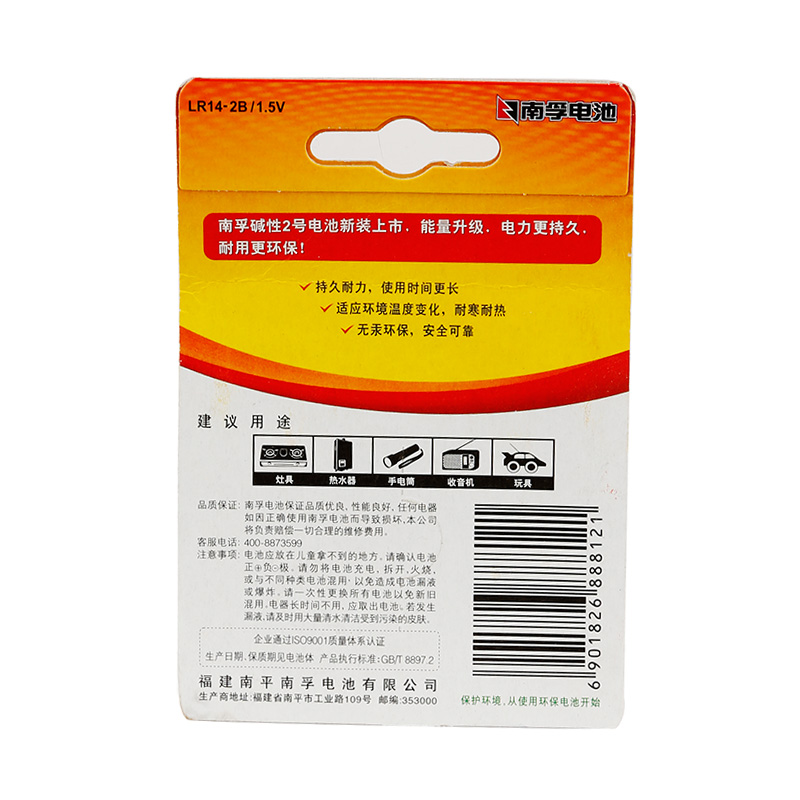 LR14-2B/1.5V
南孚电池
南孚碱性2号电池新装上市，能量升级，电力更持久，
耐用更环保！
持久耐力，使用时间更长
适应环境温度变化，耐寒耐热
无汞环保，安全可靠
建议用途
灶具 热水器 手电筒 收音机 玩具
品质保证：南孚电池保证品质优良，性能良好，任何电器
如因正确使用南孚电池而导致损坏，本公司
将负责赔偿一切合理的维修费用。
客服电话：400-8873599
注意事项：电池应放在儿童拿不到的地方。请确认电池
正⊕负⊖极。请勿将电池充电，拆开，火烧，
或与不同种类电池混用，以免造成电池漏液
或爆炸。请一次性更换所有电池以免新旧
混用，电器长时间不用，应取出电池。若发生
漏液，请及时用大量清水清洁受到污染的皮肤。
企业通过ISO9001质量体系认证
生产日期，保质期见电池体 产品执行标准：GB/T 8897.2
福建南平南孚电池有限公司
生产商地址：福建省南平市工业路109号 邮编：353000
6901826888121
保护环境，从使用环保电池开始